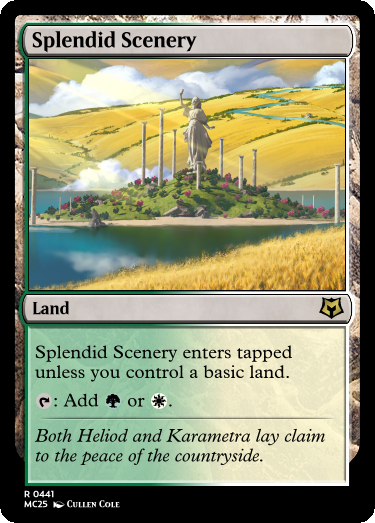 Splendid Scenery
Land
Splendid Scenery enters tapped
unless you control a basic land.
: Add or .
Both Heliod and Karametra lay claim
to the peace of the countryside.
R 0441
MC25 Cullen Cole